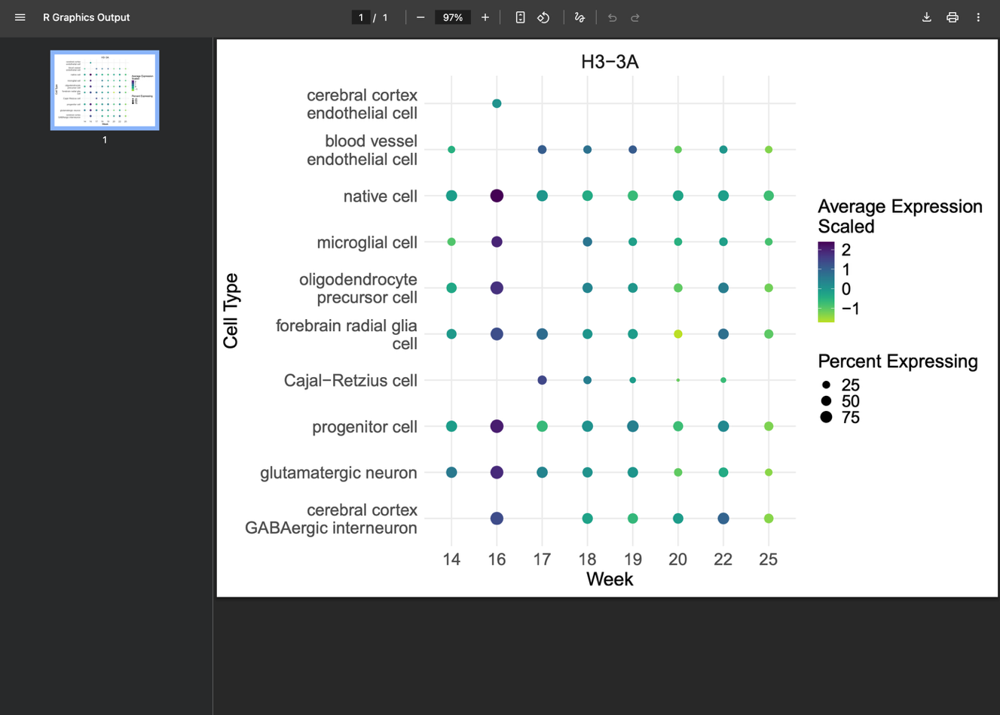 R Graphics Output
1 / 1
97%
1
H3−3A
cerebral cortex
endothelial cell
blood vessel
endothelial cell
native cell
microglial cell
oligodendrocyte
precursor cell
forebrain radial glia
cell
Cajal−Retzius cell
progenitor cell
glutamatergic neuron
cerebral cortex
GABAergic interneuron
Cell Type
14 16 17 18 19 20 22 25
Week
Average Expression
Scaled
2
1
0
−1
Percent Expressing
25
50
75